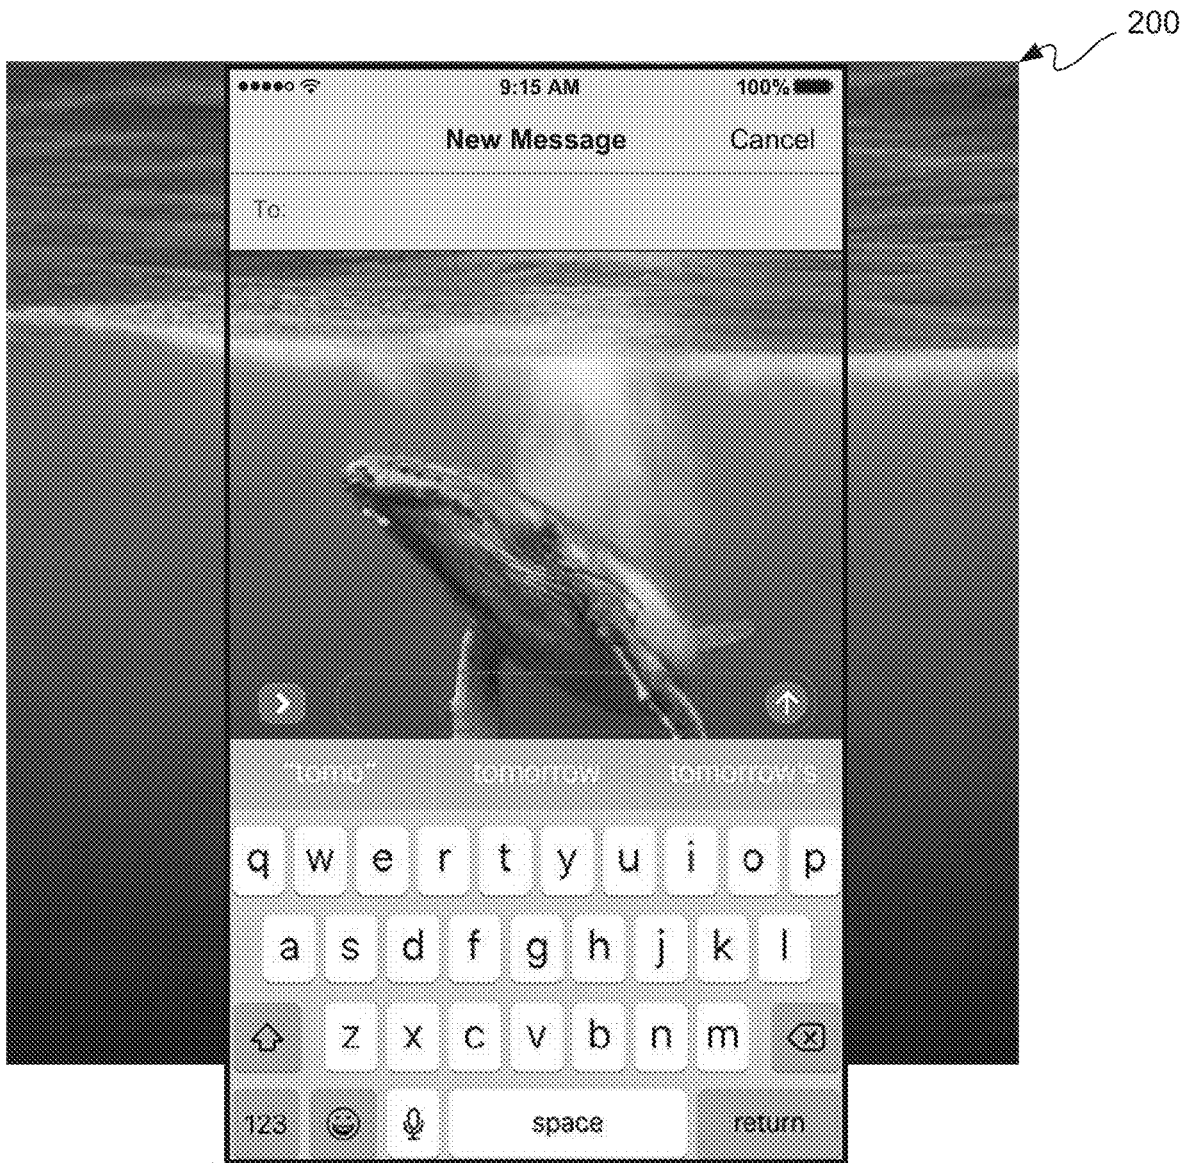 200
9:15 AM 100%
New Message Cancel
To:
"tomo" tomorrow tomorrow's
q w e r t y u i o p
a s d f g h j k l
z x c v b n m
123 space return